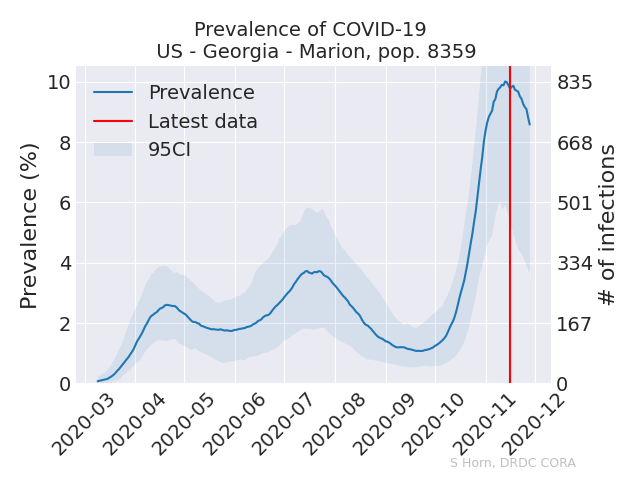 Prevalence of COVID-19
US - Georgia - Marion, pop. 8359
Prevalence
Latest data
95CI
Prevalence (%)
10
8
6
4
2
0
835
668
501
334
167
0
# of infections
2020-03
2020-04
2020-05
2020-06
2020-07
2020-08
2020-09
2020-10
2020-11
2020-12
S Horn, DRDC CORA